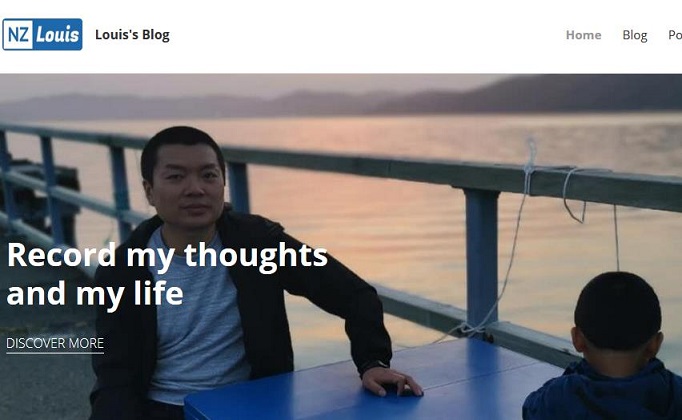 NZ Louis
Louis's Blog
Home
Blog
Po
Record my thoughts
and my life
DISCOVER MORE